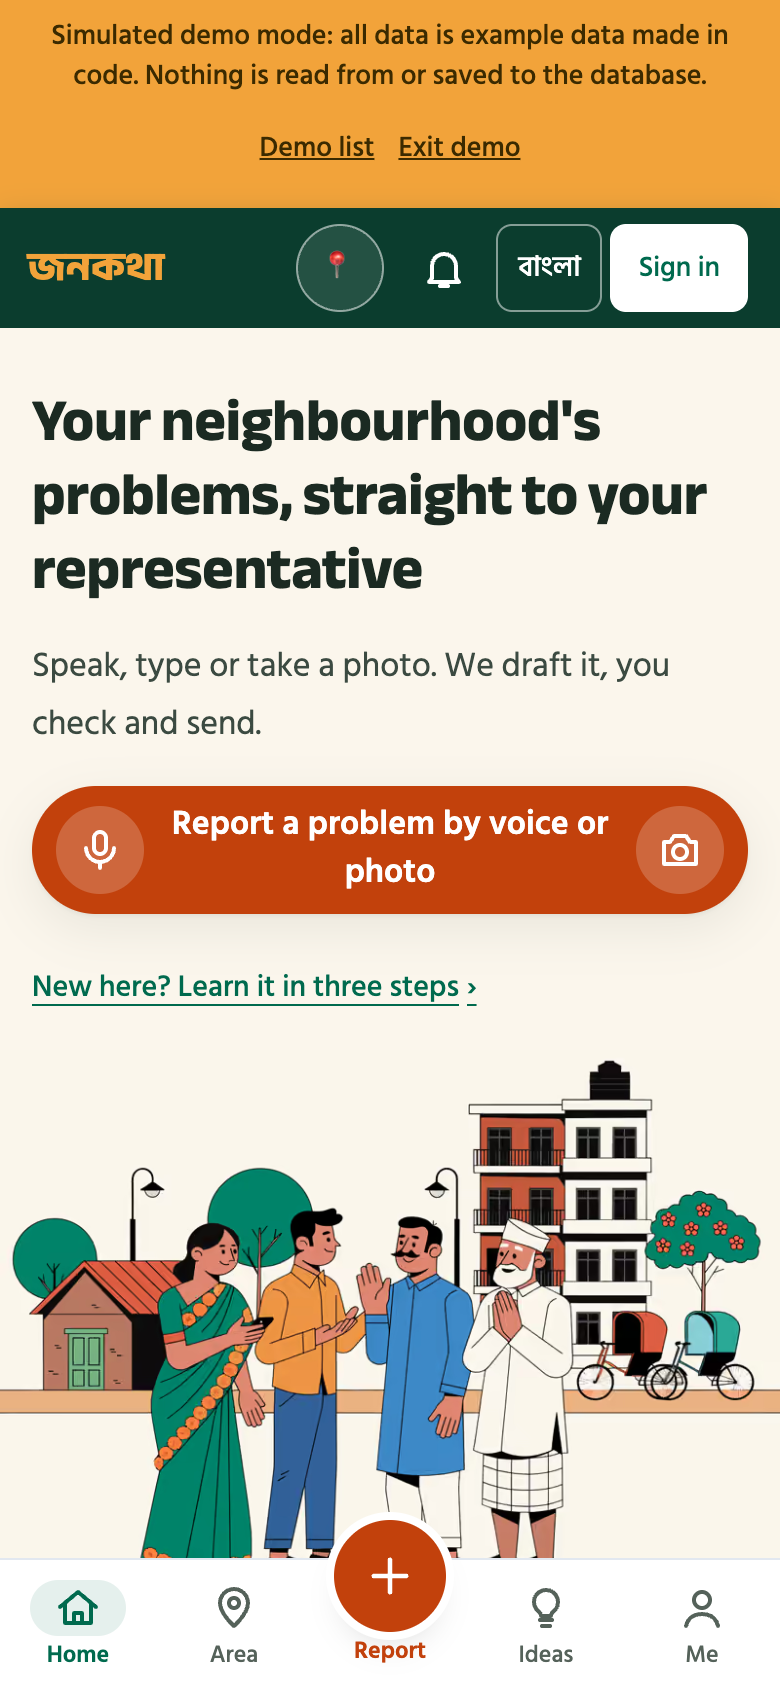 Simulated demo mode: all data is example data made in
code. Nothing is read from or saved to the database.
Demo list Exit demo
জনকথা
বাংলা
Sign in
Your neighbourhood's
problems, straight to your
representative
Speak, type or take a photo. We draft it, you
check and send.
Report a problem by voice or
photo
New here? Learn it in three steps ›
Home
Area
Report
Ideas
Me